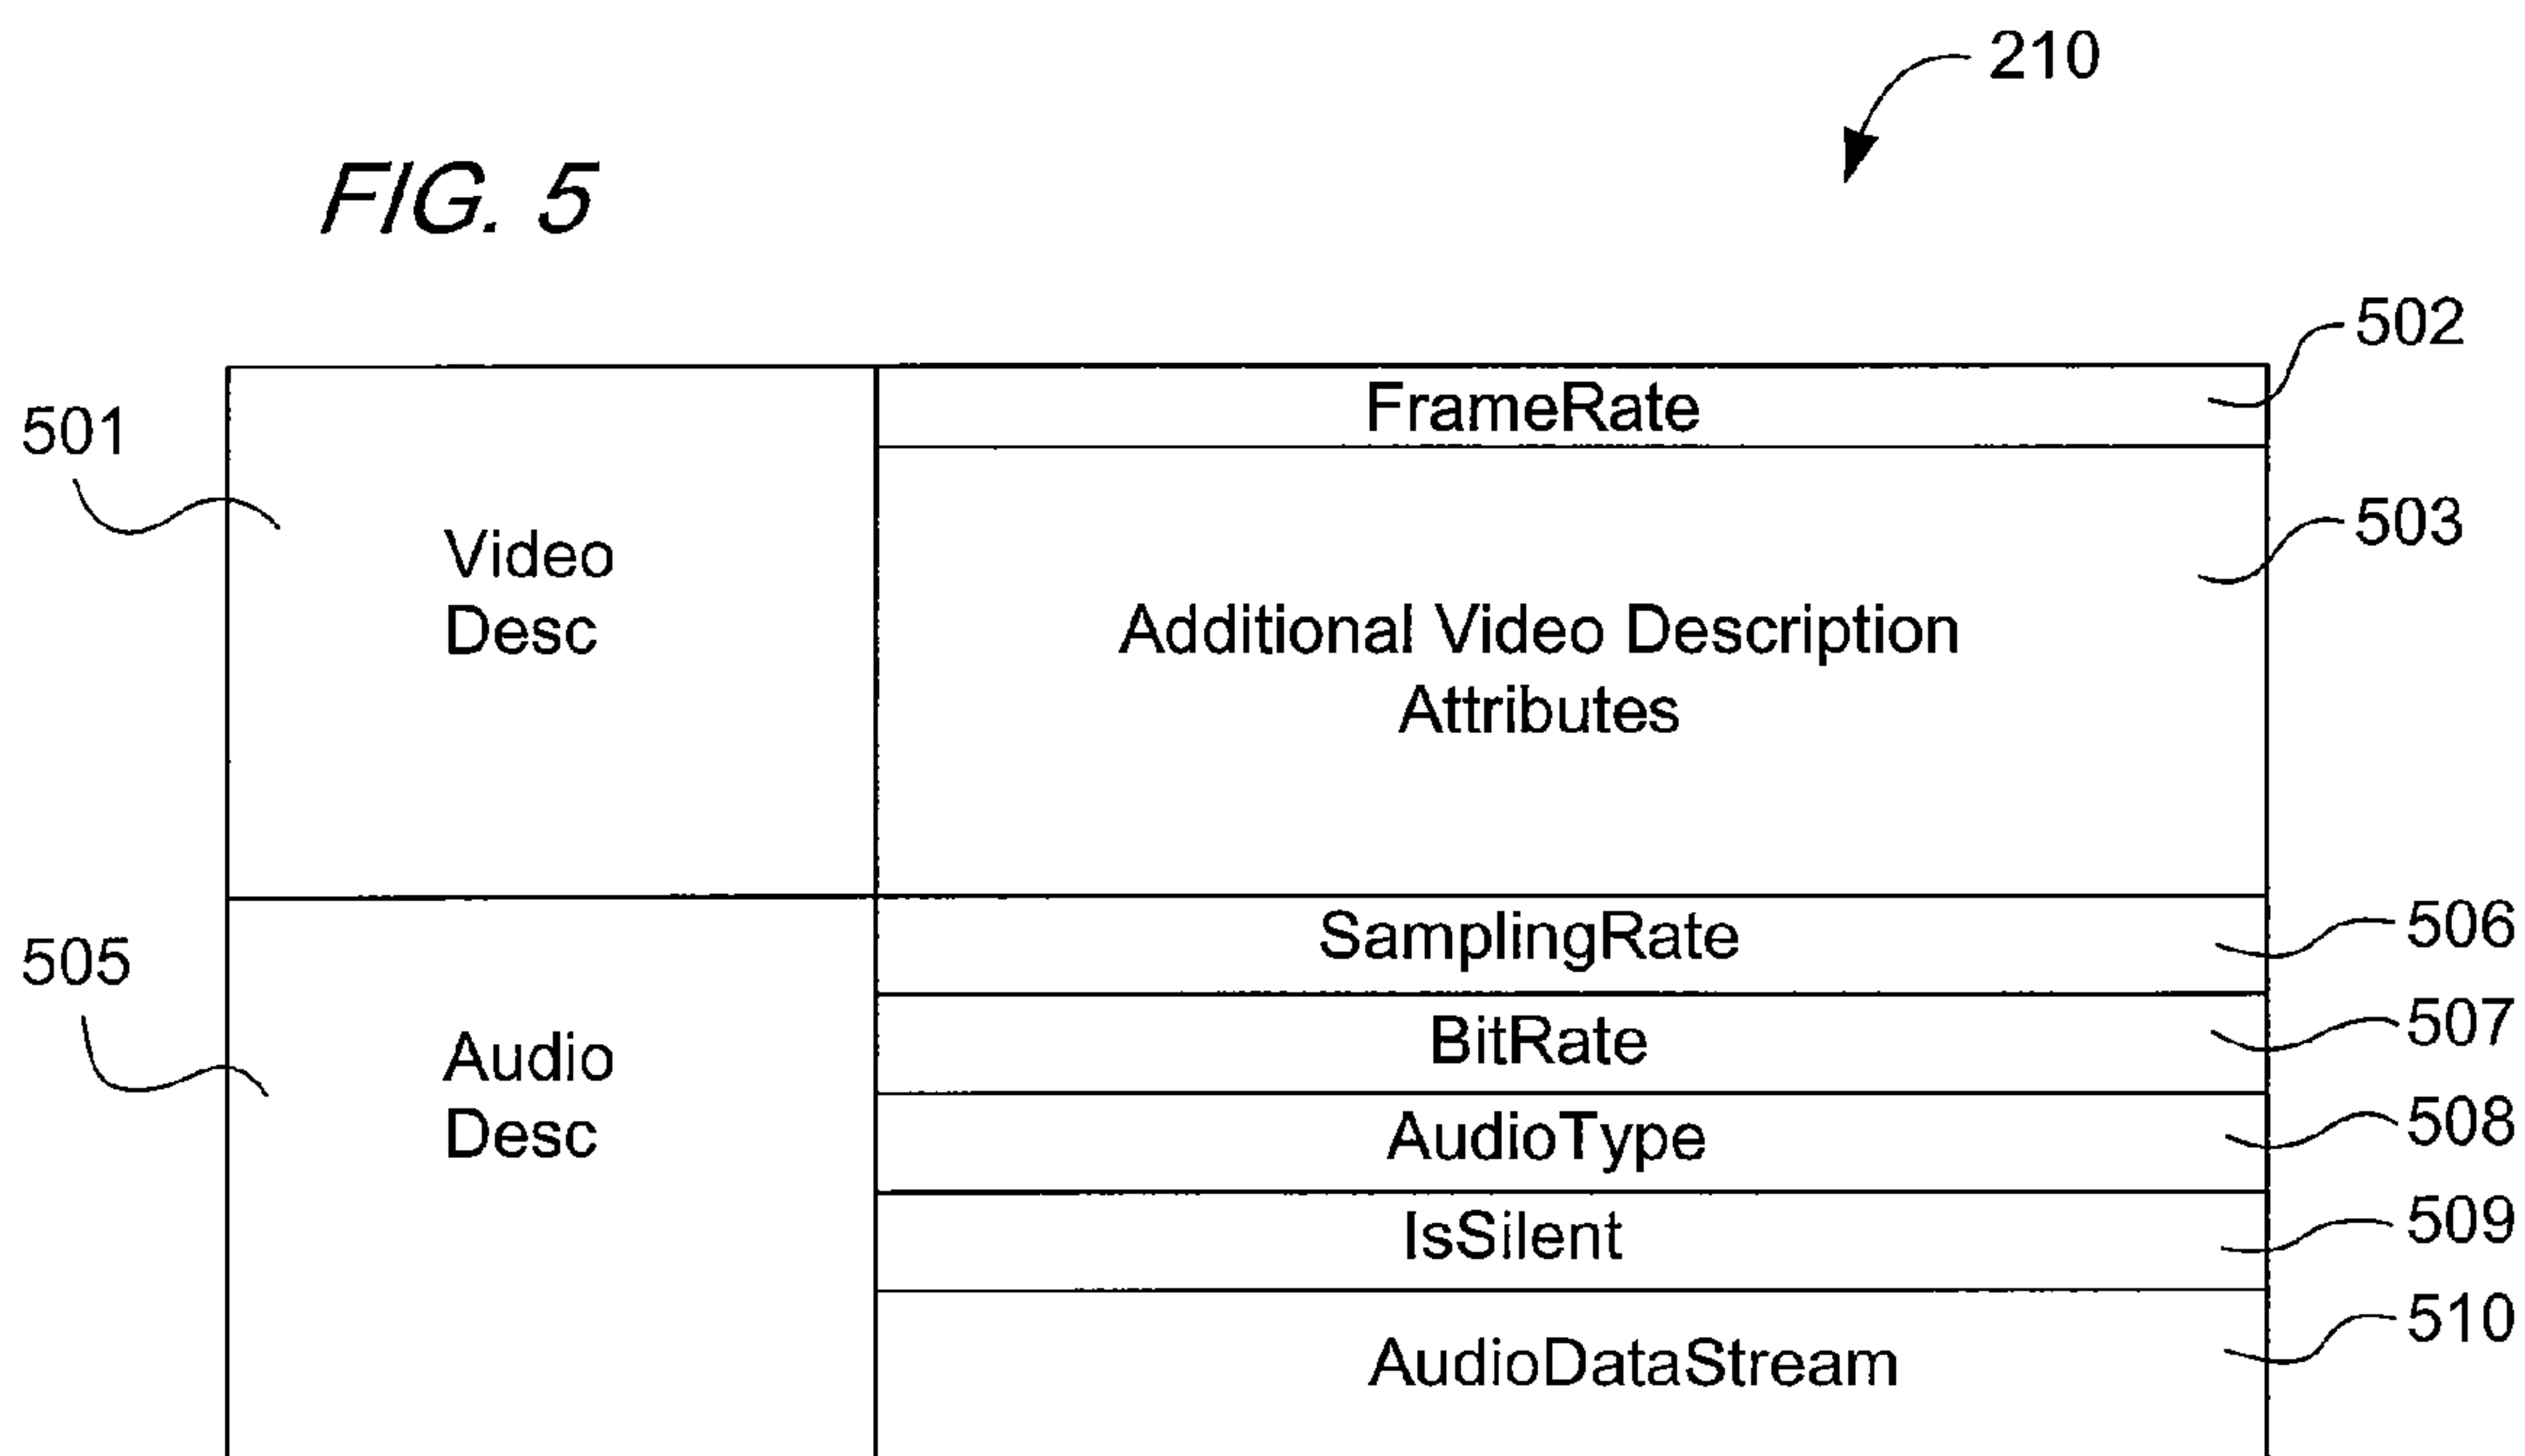 210
FIG. 5
502
FrameRate
501
503
Video
Desc
Additional Video Description
Attributes
506
SamplingRate
505
507
BitRate
Audio
Desc
508
AudioType
509
IsSilent
510
AudioDataStream